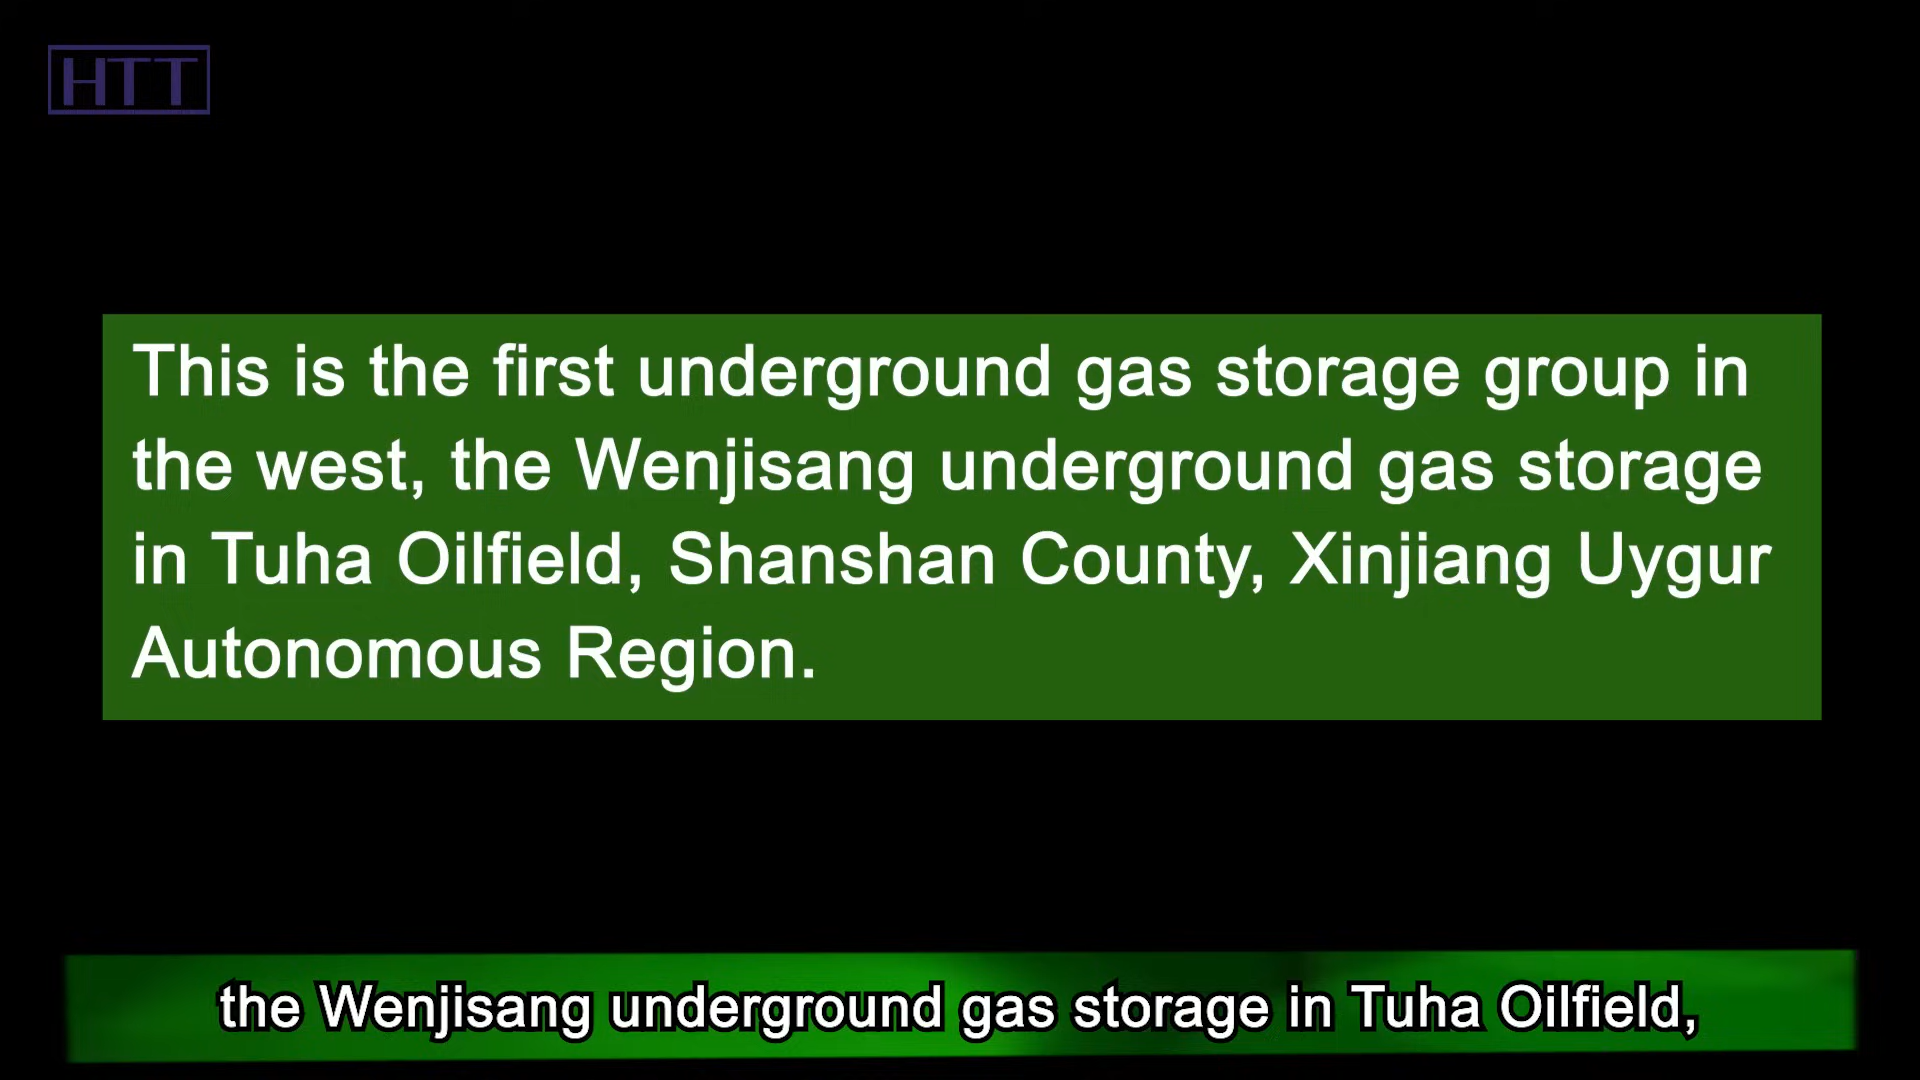 HTT
This is the first underground gas storage group in
the west, the Wenjisang underground gas storage
in Tuha Oilfield, Shanshan County, Xinjiang Uygur
Autonomous Region.
the Wenjisang underground gas storage in Tuha Oilfield,